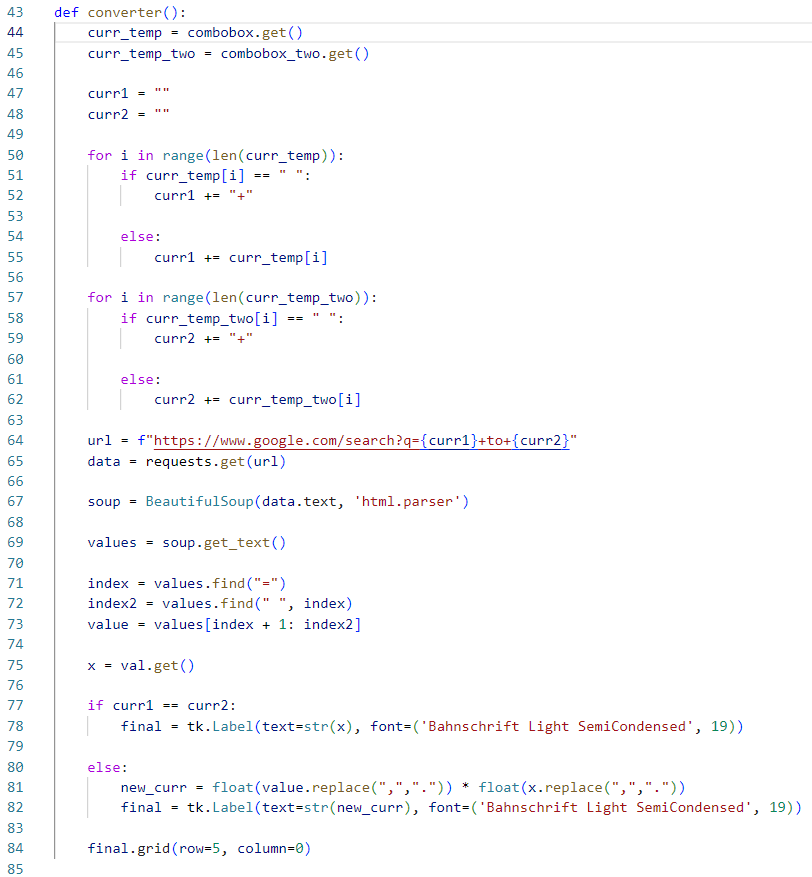 43 def converter():
44 curr_temp = combobox.get()
45 curr_temp_two = combobox_two.get()
46
47 curr1 = ""
48 curr2 = ""
49
50 for i in range(len(curr_temp)):
51 if curr_temp[i] == " ":
52 curr1 += "+"
53
54 else:
55 curr1 += curr_temp[i]
56
57 for i in range(len(curr_temp_two)):
58 if curr_temp_two[i] == " ":
59 curr2 += "+"
60
61 else:
62 curr2 += curr_temp_two[i]
63
64 url = f"https://www.google.com/search?q={curr1}+to+{curr2}"
65 data = requests.get(url)
66
67 soup = BeautifulSoup(data.text, 'html.parser')
68
69 values = soup.get_text()
70
71 index = values.find("=")
72 index2 = values.find(" ", index)
73 value = values[index + 1: index2]
74
75 x = val.get()
76
77 if curr1 == curr2:
78 final = tk.Label(text=str(x), font=('Bahnschrift Light SemiCondensed', 19))
79
80 else:
81 new_curr = float(value.replace(",",".")) * float(x.replace(",","."))
82 final = tk.Label(text=str(new_curr), font=('Bahnschrift Light SemiCondensed', 19))
83
84 final.grid(row=5, column=0)
85